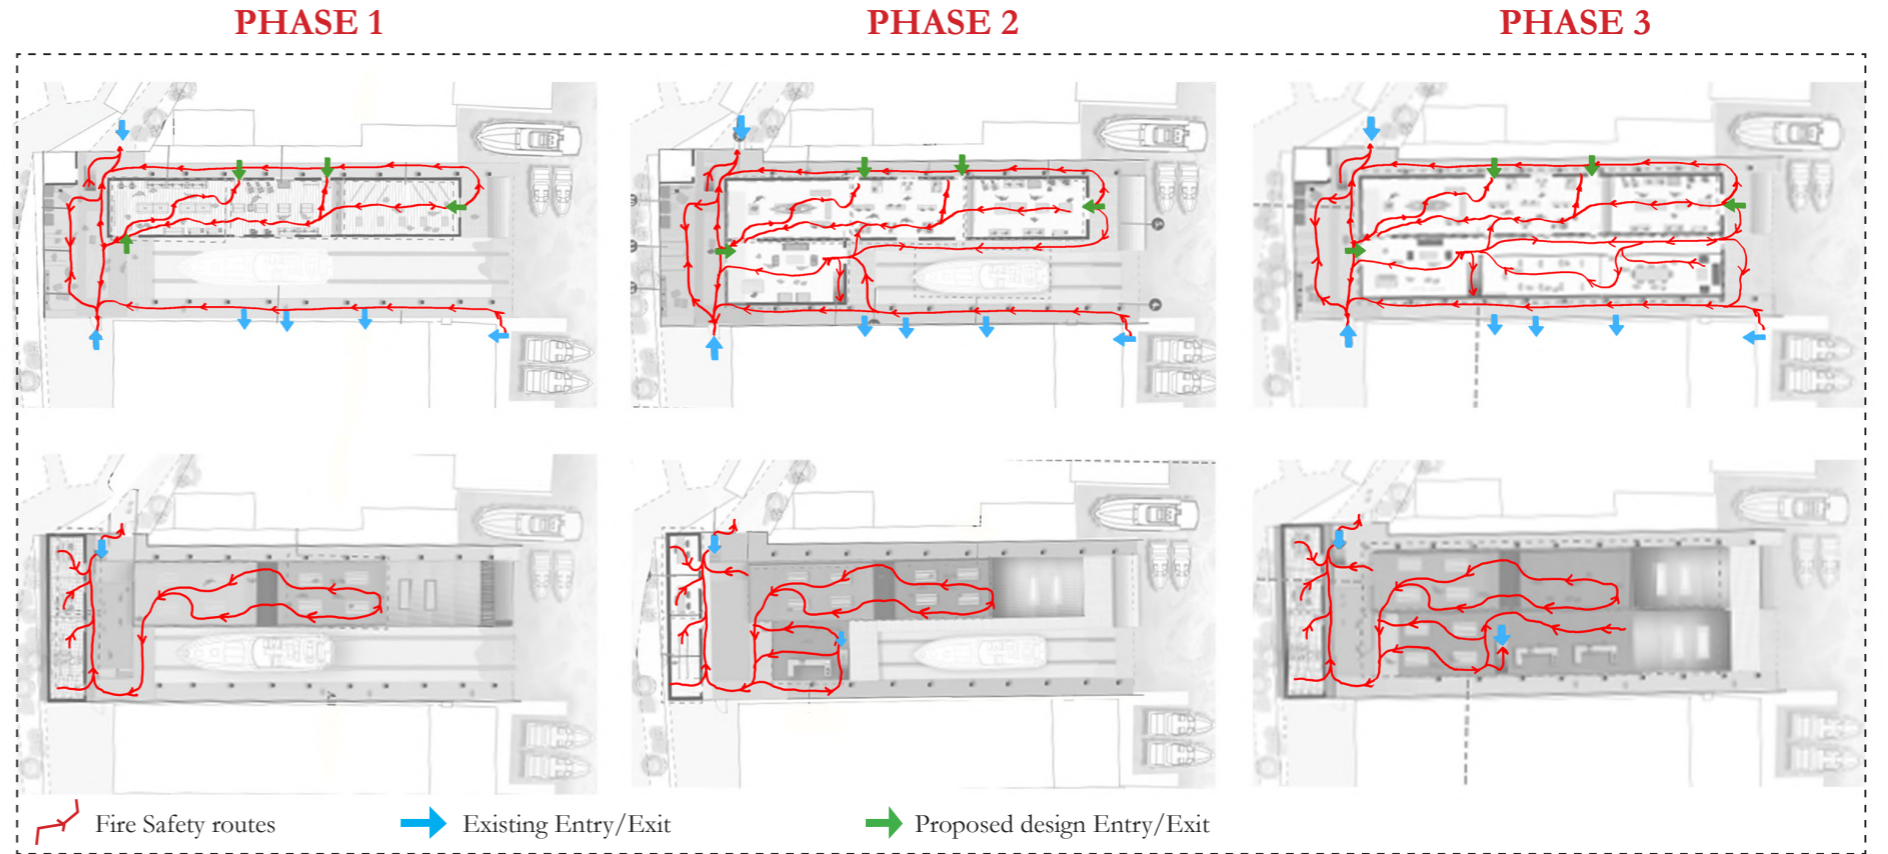 PHASE 1
PHASE 2
PHASE 3
Fire Safety routes
Existing Entry/Exit
Proposed design Entry/Exit